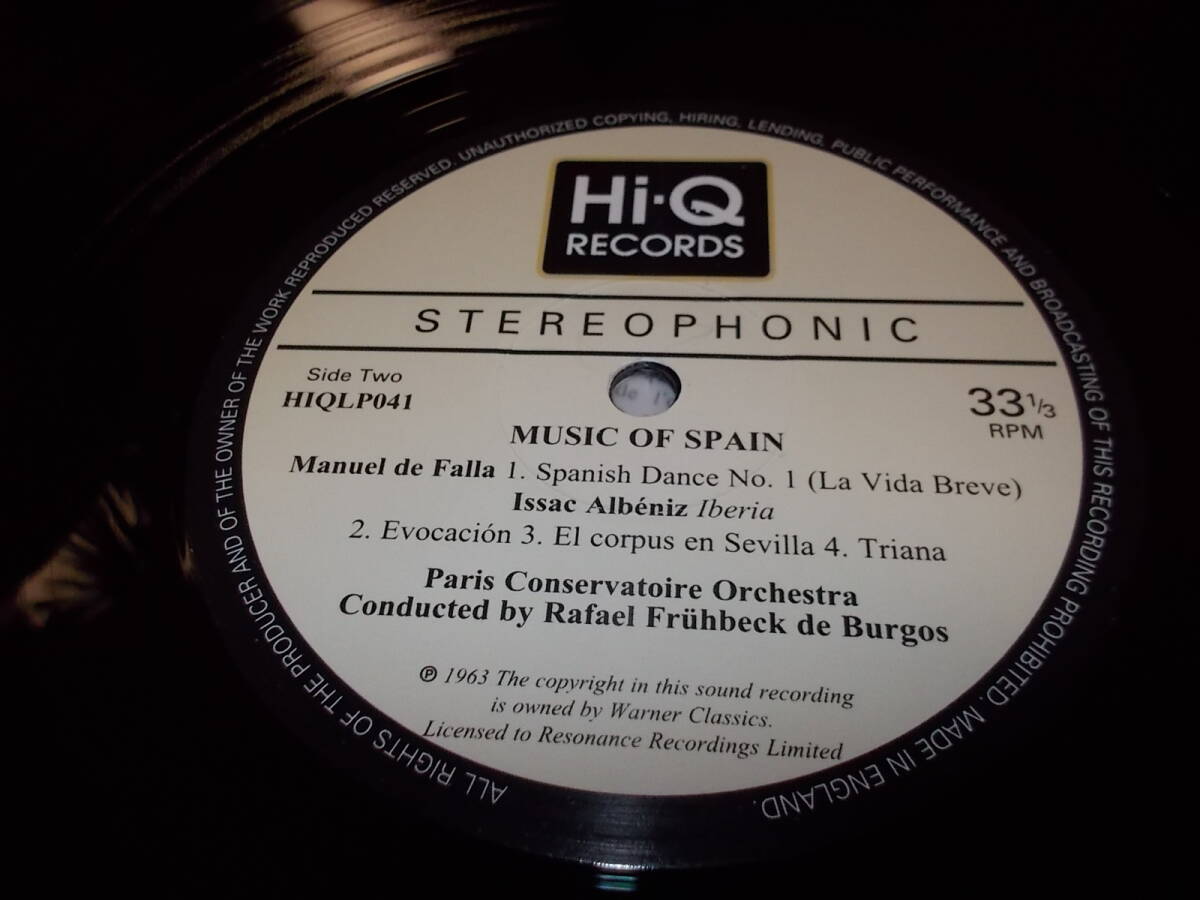 Hi-Q
RECORDS
STEREOPHONIC
Side Two
HIQLP041
33 1/3
RPM
MUSIC OF SPAIN
Manuel de Falla 1. Spanish Dance No. 1 (La Vida Breve)
Issac Albéniz Iberia
2. Evocación 3. El corpus en Sevilla 4. Triana
Paris Conservatoire Orchestra
Conducted by Rafael Frühbeck de Burgos
℗ 1963 The copyright in this sound recording
is owned by Warner Classics.
Licensed to Resonance Recordings Limited
ALL RIGHTS OF THE PRODUCER AND OF THE OWNER OF THE WORK REPRODUCED RESERVED. UNAUTHORIZED COPYING, HIRING, LENDING, PUBLIC PERFORMANCE AND BROADCASTING OF THIS RECORDING PROHIBITED. MADE IN ENGLAND.